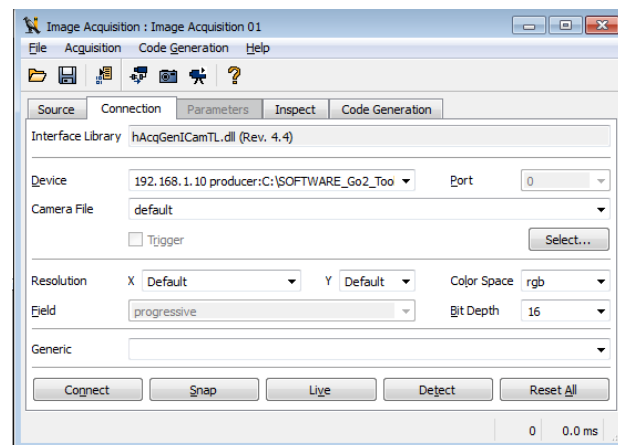 Image Acquisition : Image Acquisition 01
File Acquisition Code Generation Help
Source Connection Parameters Inspect Code Generation
Interface Library hAcqGenICamTL.dll (Rev. 4.4)
Device 192.168.1.10 producer:C:\SOFTWARE_Go2_Too Port 0
Camera File default
Trigger Select...
Resolution X Default Y Default Color Space rgb
Field progressive Bit Depth 16
Generic
Connect Snap Live Detect Reset All
0 0.0 ms